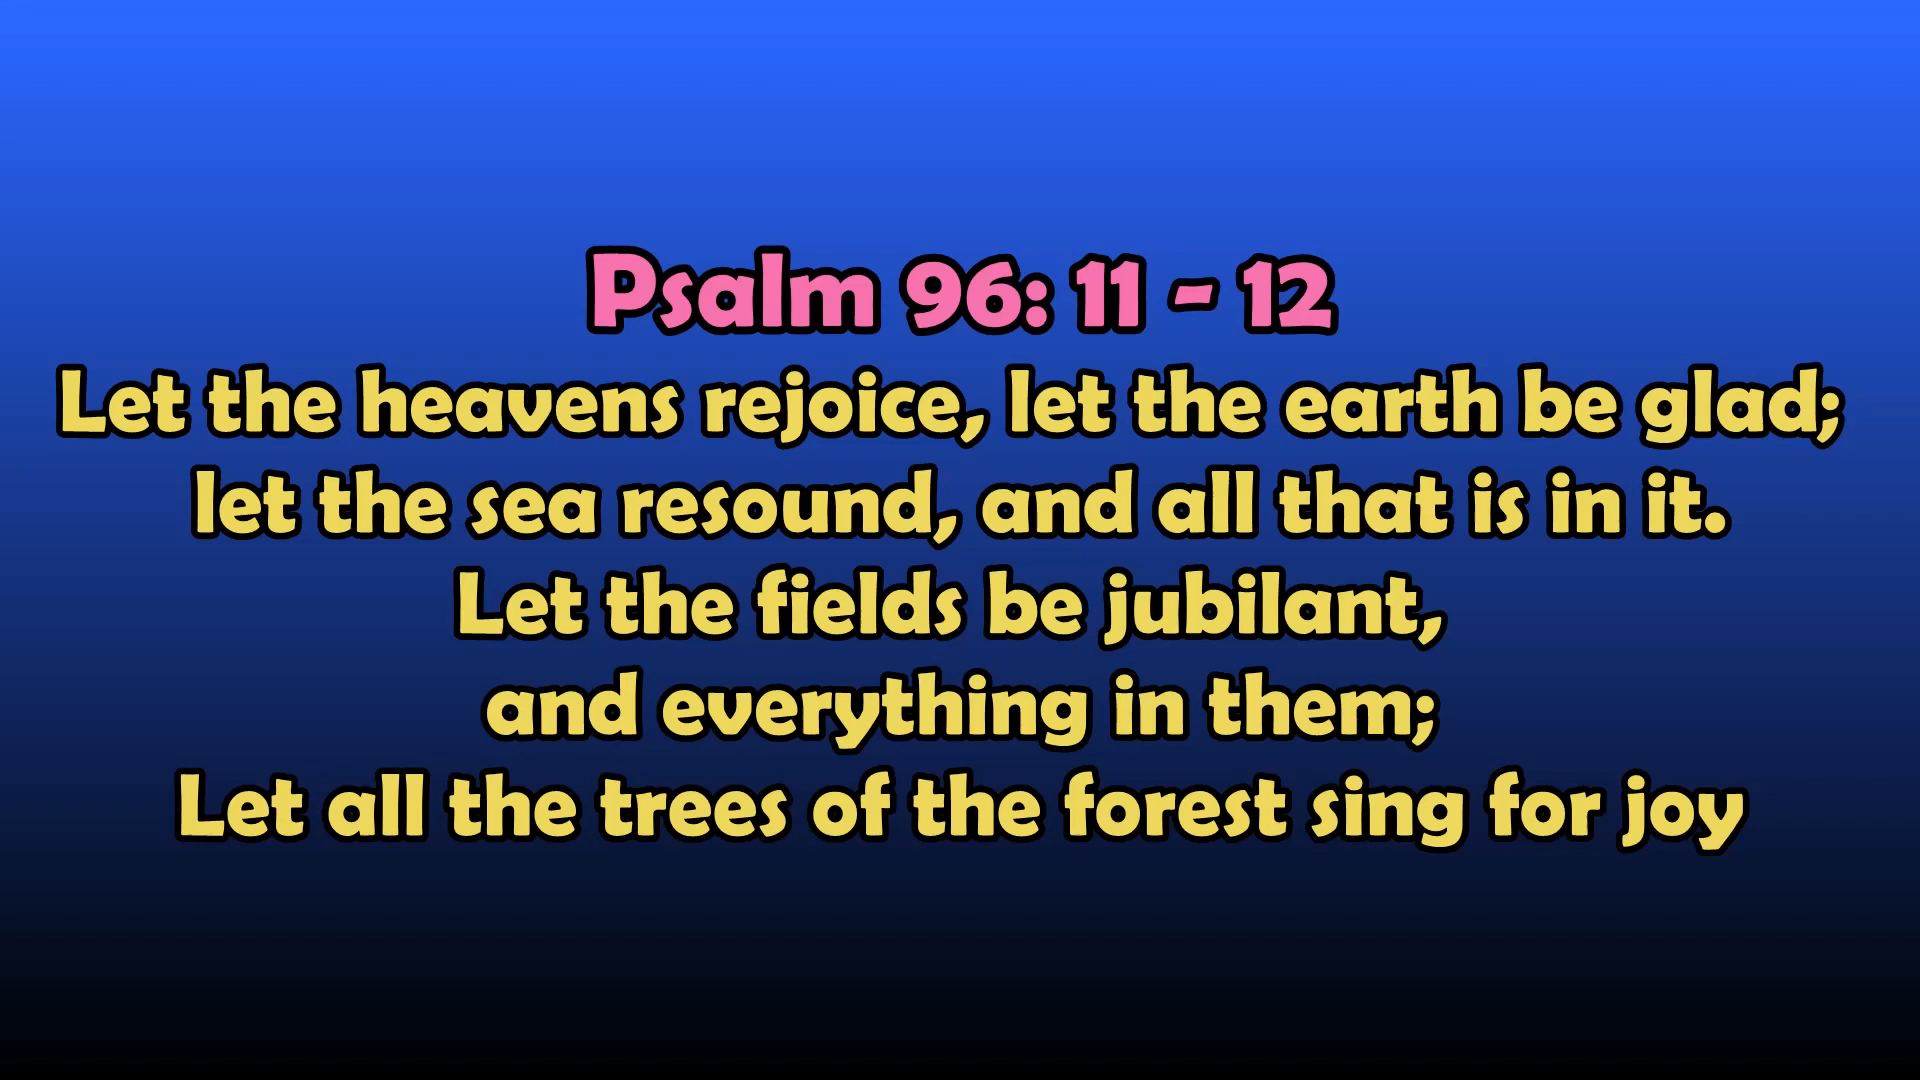 Psalm 96: 11 - 12
Let the heavens rejoice, let the earth be glad;
let the sea resound, and all that is in it.
Let the fields be jubilant,
and everything in them;
Let all the trees of the forest sing for joy